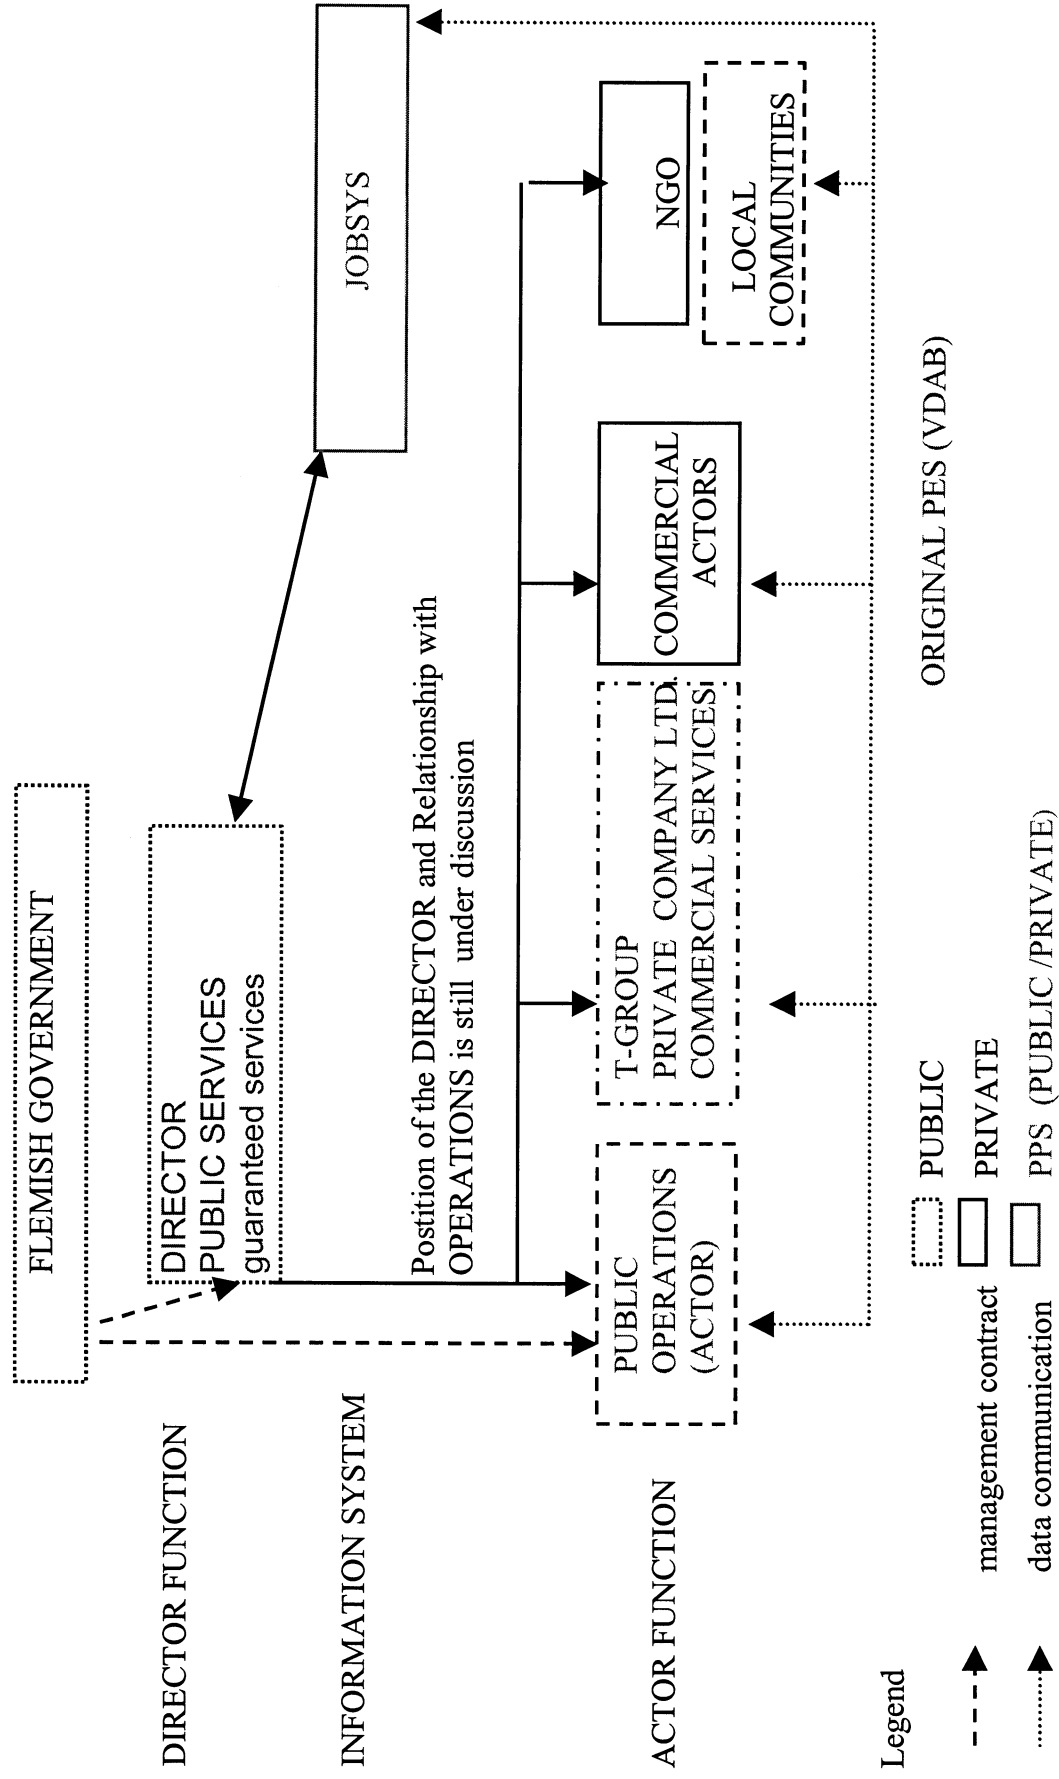 FLEMISH GOVERNMENT
DIRECTOR FUNCTION
DIRECTOR
PUBLIC SERVICES
guaranteed services
INFORMATION SYSTEM
JOBSYS
Postition of the DIRECTOR and Relationship with
OPERATIONS is still under discussion
ACTOR FUNCTION
PUBLIC
OPERATIONS
(ACTOR)
T-GROUP
PRIVATE COMPANY LTD.
COMMERCIAL SERVICES
COMMERCIAL
ACTORS
NGO
LOCAL
COMMUNITIES
ORIGINAL PES (VDAB)
Legend
management contract
data communication
PUBLIC
PRIVATE
PPS (PUBLIC /PRIVATE)